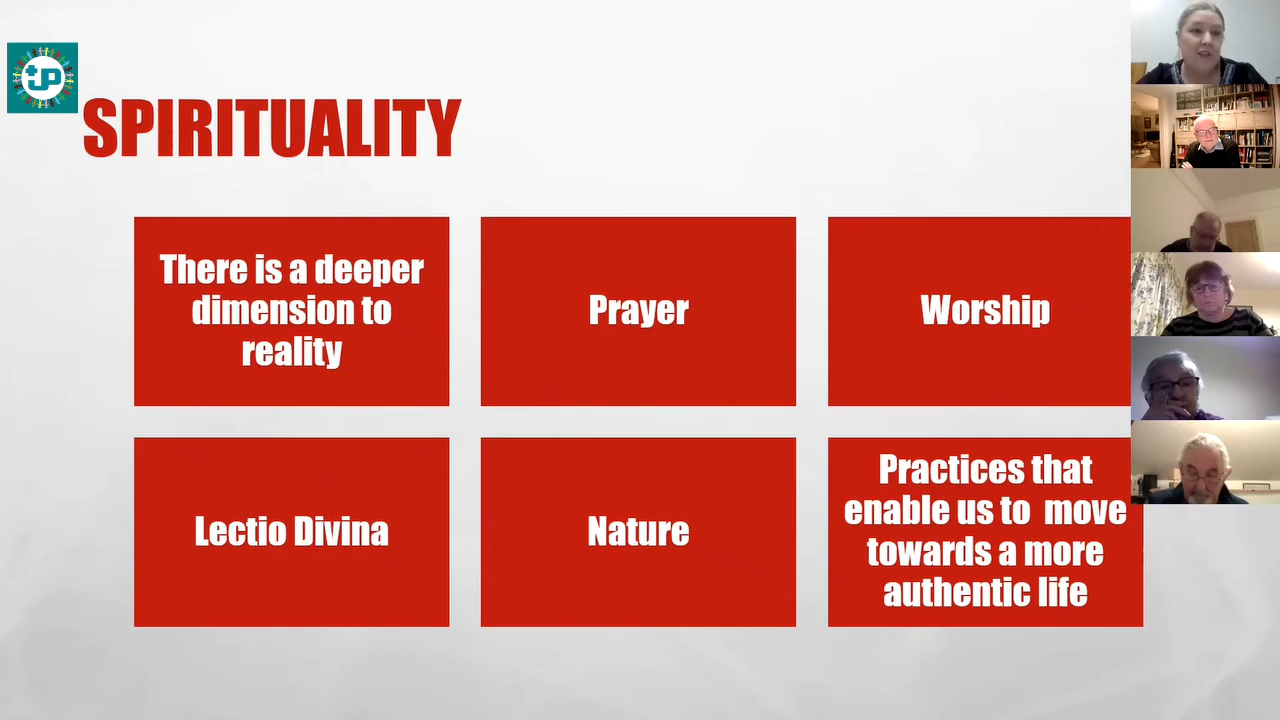 SPIRITUALITY
There is a deeper
dimension to
reality
Prayer
Worship
Lectio Divina
Nature
Practices that
enable us to  move
towards a more
authentic life